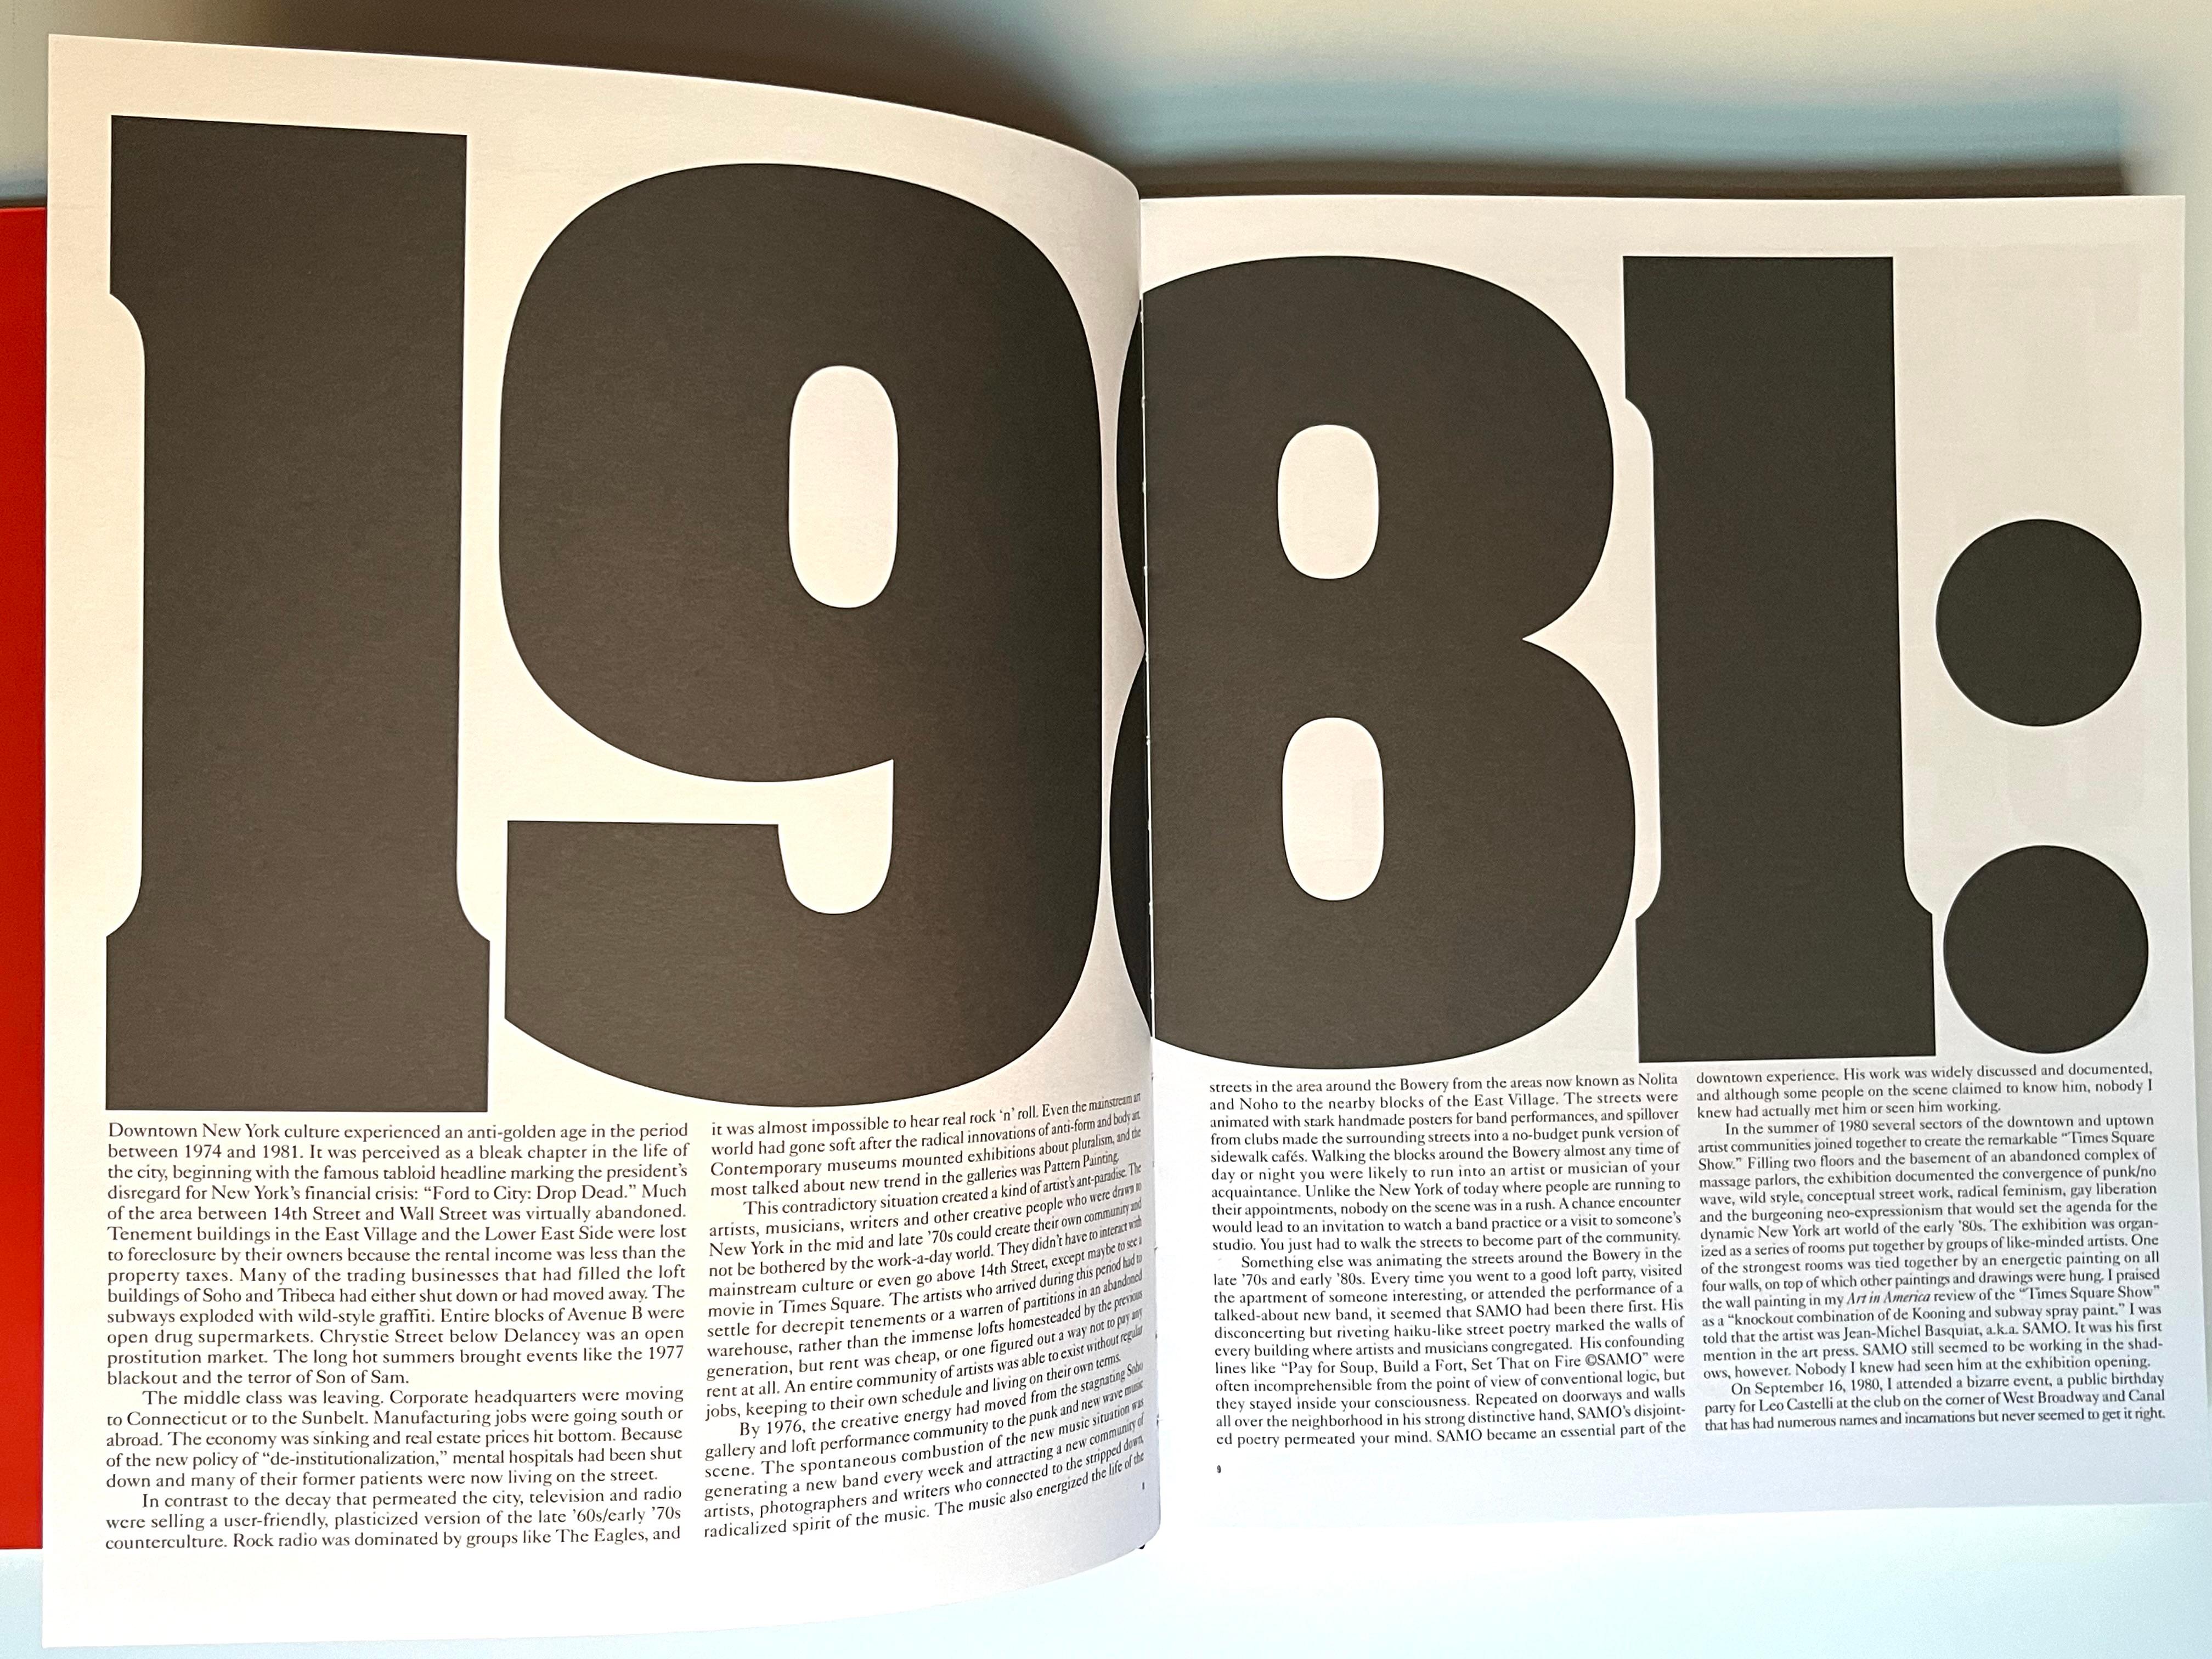 1981:
Downtown New York culture experienced an anti-golden age in the period
between 1974 and 1981. It was perceived as a bleak chapter in the life of
the city, beginning with the famous tabloid headline marking the president's
disregard for New York's financial crisis: “Ford to City: Drop Dead.” Much
of the area between 14th Street and Wall Street was virtually abandoned.
Tenement buildings in the East Village and the Lower East Side were lost
to foreclosure by their owners because the rental income was less than the
property taxes. Many of the trading businesses that had filled the loft
buildings of Soho and Tribeca had either shut down or had moved away. The
subways exploded with wild-style graffiti. Entire blocks of Avenue B were
open drug supermarkets. Chrystie Street below Delancey was an open
prostitution market. The long hot summers brought events like the 1977
blackout and the terror of Son of Sam.
The middle class was leaving. Corporate headquarters were moving
to Connecticut or to the Sunbelt. Manufacturing jobs were going south or
abroad. The economy was sinking and real estate prices hit bottom. Because
of the new policy of “de-institutionalization,” mental hospitals had been shut
down and many of their former patients were now living on the street.
In contrast to the decay that permeated the city, television and radio
were selling a user-friendly, plasticized version of the late ’60s/early ’70s
counterculture. Rock radio was dominated by groups like The Eagles, and
it was almost impossible to hear real rock ‘n’ roll. Even the mainstream art
world had gone soft after the radical innovations of anti-form and body art.
Contemporary museums mounted exhibitions about pluralism, and the
most talked about new trend in the galleries was Pattern Painting.
This contradictory situation created a kind of artist's ant-paradise. The
artists, musicians, writers and other creative people who were drawn to
New York in the mid and late ’70s could create their own community and
not be bothered by the work-a-day world. They didn't have to interact with
mainstream culture or even go above 14th Street, except maybe to see a
movie in Times Square. The artists who arrived during this period had to
settle for decrepit tenements or a warren of partitions in an abandoned
warehouse, rather than the immense lofts homesteaded by the previous
generation, but rent was cheap, or one figured out a way not to pay any
rent at all. An entire community of artists was able to exist without regular
jobs, keeping to their own schedule and living on their own terms.
By 1976, the creative energy had moved from the stagnating Soho
gallery and loft performance community to the punk and new wave music
scene. The spontaneous combustion of the new music situation was
generating a new band every week and attracting a new community of
artists, photographers and writers who connected to the stripped down,
radicalized spirit of the music. The music also energized the life of the
streets in the area around the Bowery from the areas now known as Nolita
and Noho to the nearby blocks of the East Village. The streets were
animated with stark handmade posters for band performances, and spillover
from clubs made the surrounding streets into a no-budget punk version of
sidewalk cafés. Walking the blocks around the Bowery almost any time of
day or night you were likely to run into an artist or musician of your
acquaintance. Unlike the New York of today where people are running to
their appointments, nobody on the scene was in a rush. A chance encounter
would lead to an invitation to watch a band practice or a visit to someone's
studio. You just had to walk the streets to become part of the community.
Something else was animating the streets around the Bowery in the
late ’70s and early ’80s. Every time you went to a good loft party, visited
the apartment of someone interesting, or attended the performance of a
talked-about new band, it seemed that SAMO had been there first. His
disconcerting but riveting haiku-like street poetry marked the walls of
every building where artists and musicians congregated. His confounding
lines like “Pay for Soup, Build a Fort, Set That on Fire ©SAMO” were
often incomprehensible from the point of view of conventional logic, but
they stayed inside your consciousness. Repeated on doorways and walls
all over the neighborhood in his strong distinctive hand, SAMO's disjoint-
ed poetry permeated your mind. SAMO became an essential part of the
9
downtown experience. His work was widely discussed and documented,
and although some people on the scene claimed to know him, nobody I
knew had actually met him or seen him working.
In the summer of 1980 several sectors of the downtown and uptown
artist communities joined together to create the remarkable “Times Square
Show.” Filling two floors and the basement of an abandoned complex of
massage parlors, the exhibition documented the convergence of punk/no
wave, wild style, conceptual street work, radical feminism, gay liberation
and the burgeoning neo-expressionism that would set the agenda for the
dynamic New York art world of the early ’80s. The exhibition was organ-
ized as a series of rooms put together by groups of like-minded artists. One
of the strongest rooms was tied together by an energetic painting on all
four walls, on top of which other paintings and drawings were hung. I praised
the wall painting in my Art in America review of the “Times Square Show”
as a “knockout combination of de Kooning and subway spray paint.” I was
told that the artist was Jean-Michel Basquiat, a.k.a. SAMO. It was his first
mention in the art press. SAMO still seemed to be working in the shad-
ows, however. Nobody I knew had seen him at the exhibition opening.
On September 16, 1980, I attended a bizarre event, a public birthday
party for Leo Castelli at the club on the corner of West Broadway and Canal
that has had numerous names and incarnations but never seemed to get it right.